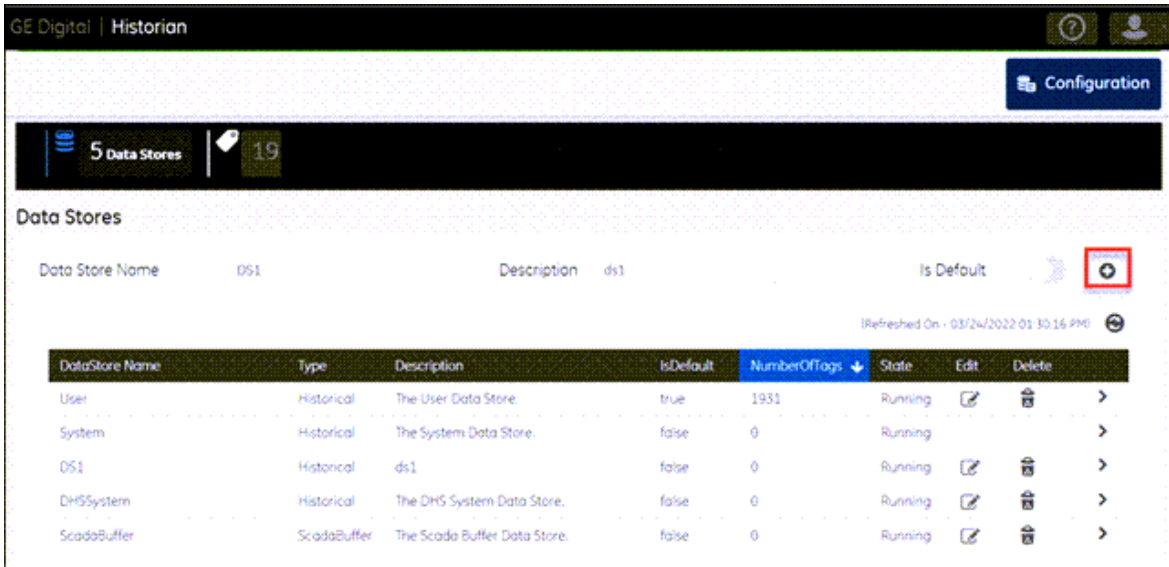 GE Digital | Historian
Configuration
5 Data Stores 19
Data Stores
Data Store Name DS1 Description ds1 Is Default
(Refreshed On - 03/24/2022 01:30:16 PM)
DataStore Name Type Description IsDefault NumberOfTags State Edit Delete
User Historical The User Data Store. true 1931 Running
System Historical The System Data Store. false 0 Running
DS1 Historical ds1 false 0 Running
DHSSystem Historical The DHS System Data Store. false 0 Running
ScadaBuffer ScadaBuffer The Scada Buffer Data Store. false 0 Running